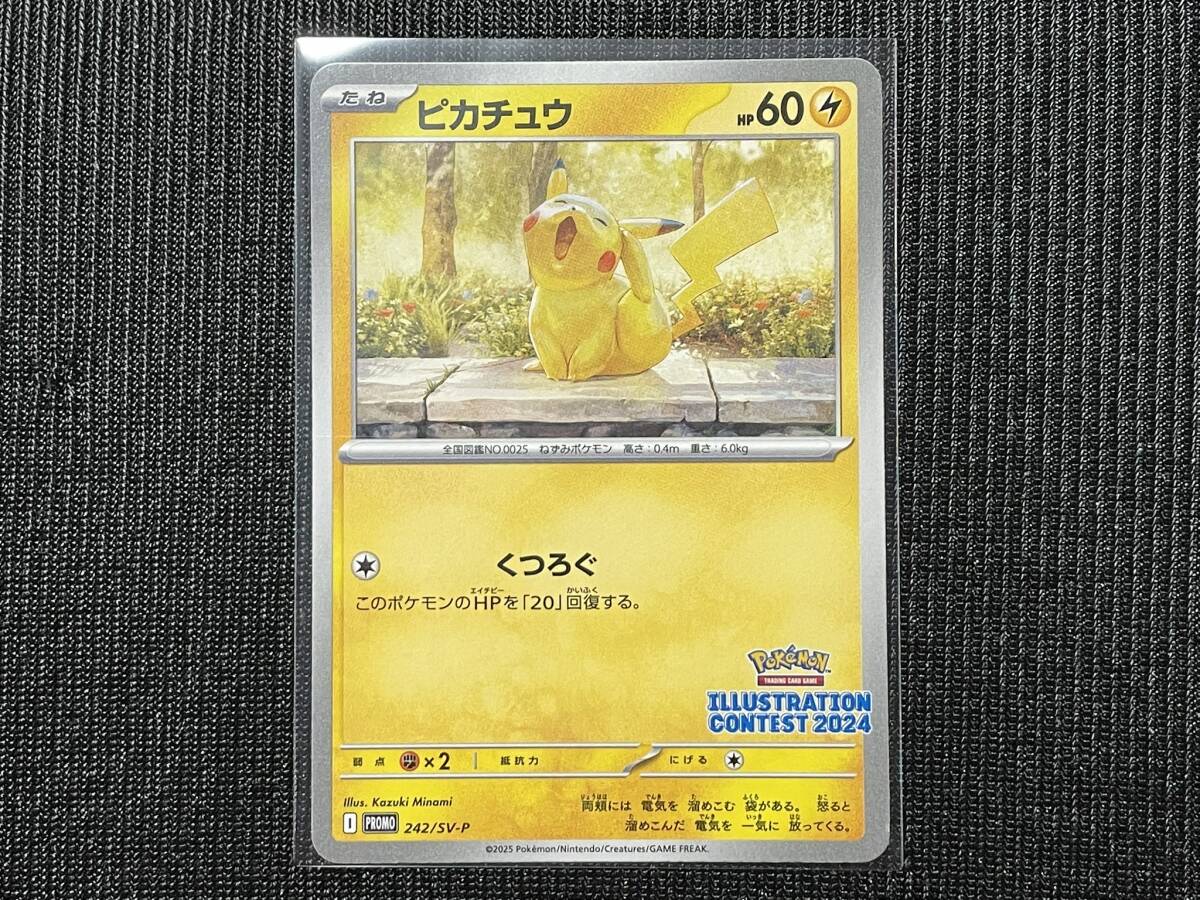 たね
ピカチュウ
HP60
全国図鑑NO.0025 ねずみポケモン 高さ:0.4m 重さ:6.0kg
くつろぐ
エイチピー かいふく
このポケモンのHPを「20」回復する。
POKéMON
TRADING CARD GAME
ILLUSTRATION
CONTEST 2024
弱点 ×2 抵抗力 にげる
Illus. Kazuki Minami
りょうほほ でんき た ふくろ おこ
両頬には 電気を 溜めこむ 袋がある。 怒ると
た でんき いっき はな
溜めこんだ 電気を 一気に 放ってくる。
I PROMO 242/SV-P
©2025 Pokémon/Nintendo/Creatures/GAME FREAK.